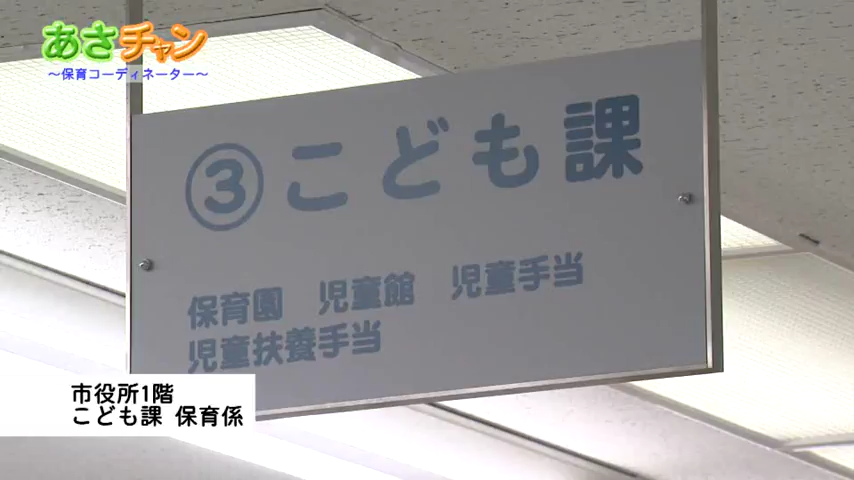 あさチャン
～保育コーディネーター～
③こども課
保育園 児童館 児童手当
児童扶養手当
市役所1階
こども課 保育係